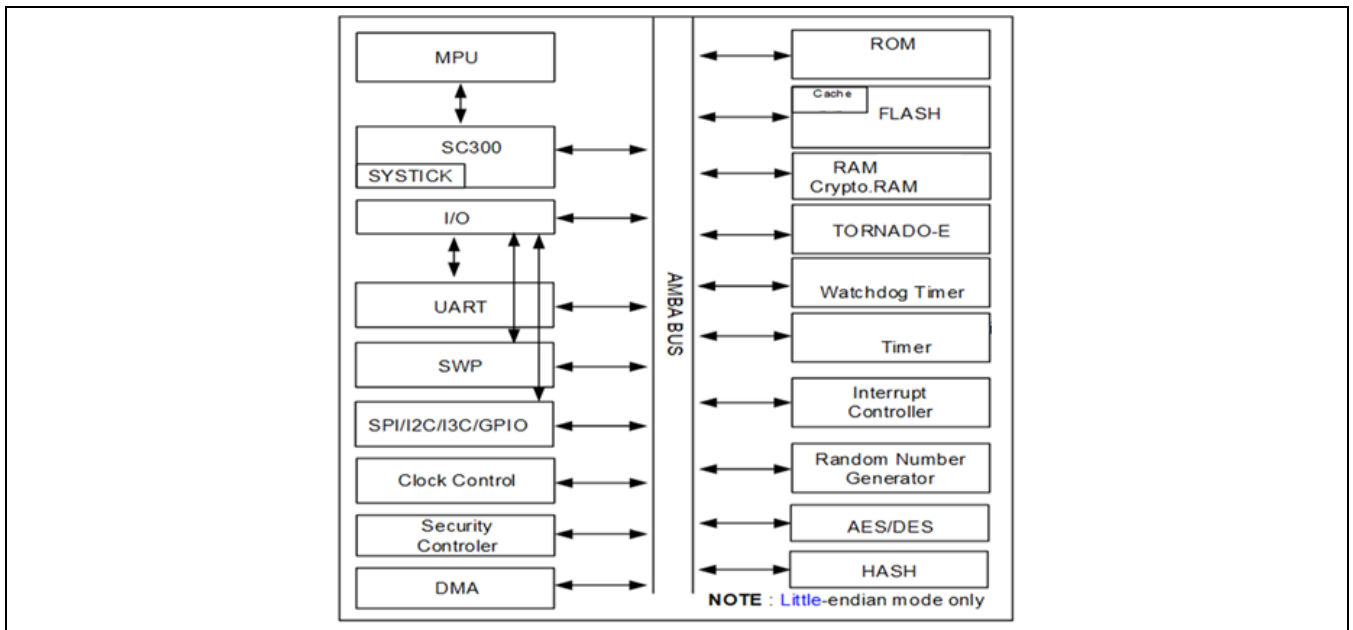 MPU
SC300
SYSTICK
I/O
UART
SWP
SPI/I2C/I3C/GPIO
Clock Control
Security
Controler
DMA
AMBA BUS
ROM
Cache
FLASH
RAM
Crypto.RAM
TORNADO-E
Watchdog Timer
Timer
Interrupt
Controller
Random Number
Generator
AES/DES
HASH
NOTE : Little-endian mode only